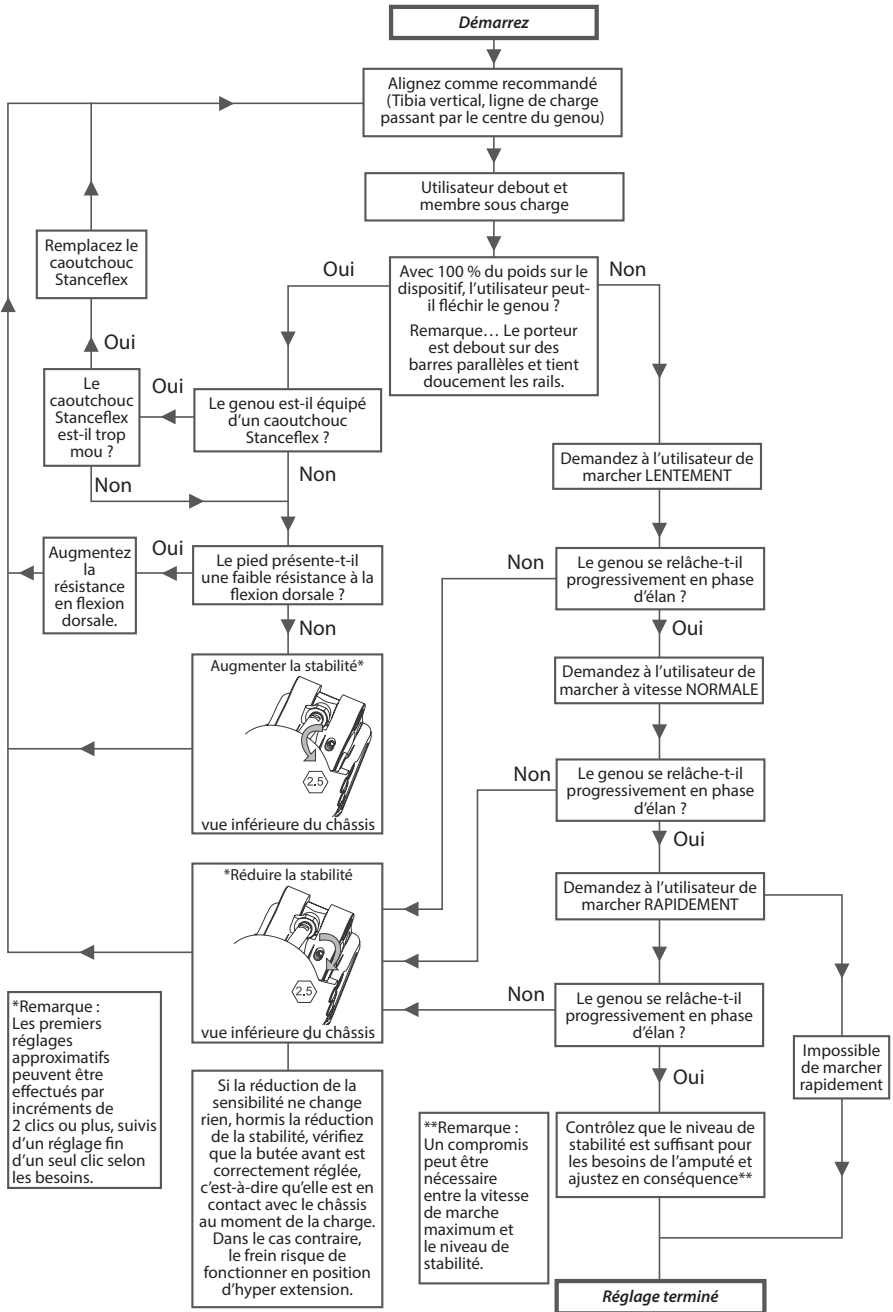 Démarrez
Alignez comme recommandé
(Tibia vertical, ligne de charge
passant par le centre du genou)
Utilisateur debout et
membre sous charge
Avec 100 % du poids sur le
dispositif, l'utilisateur peut-
il fléchir le genou ?
Remarque… Le porteur
est debout sur des
barres parallèles et tient
doucement les rails.
Oui
Non
Remplacez le
caoutchouc
Stanceflex
Oui
Le
caoutchouc
Stanceflex
est-il trop
mou ?
Oui
Le genou est-il équipé
d'un caoutchouc
Stanceflex ?
Non
Non
Demandez à l'utilisateur de
marcher LENTEMENT
Augmentez
la
résistance
en flexion
dorsale.
Oui
Le pied présente-t-il
une faible résistance à la
flexion dorsale ?
Non
Non
Le genou se relâche-t-il
progressivement en phase
d'élan ?
Oui
Augmenter la stabilité*
2.5
vue inférieure du châssis
Demandez à l'utilisateur de
marcher à vitesse NORMALE
Non
Le genou se relâche-t-il
progressivement en phase
d'élan ?
Oui
*Réduire la stabilité
2.5
vue inférieure du châssis
Demandez à l'utilisateur de
marcher RAPIDEMENT
Non
Le genou se relâche-t-il
progressivement en phase
d'élan ?
Oui
Impossible
de marcher
rapidement
*Remarque :
Les premiers
réglages
approximatifs
peuvent être
effectués par
incréments de
2 clics ou plus, suivis
d'un réglage fin
d'un seul clic selon
les besoins.
Si la réduction de la
sensibilité ne change
rien, hormis la réduction
de la stabilité, vérifiez
que la butée avant est
correctement réglée,
c'est-à-dire qu'elle est en
contact avec le châssis
au moment de la charge.
Dans le cas contraire,
le frein risque de
fonctionner en position
d'hyper extension.
**Remarque :
Un compromis
peut être
nécessaire
entre la vitesse
de marche
maximum et
le niveau de
stabilité.
Contrôlez que le niveau de
stabilité est suffisant pour
les besoins de l'amputé et
ajustez en conséquence**
Réglage terminé